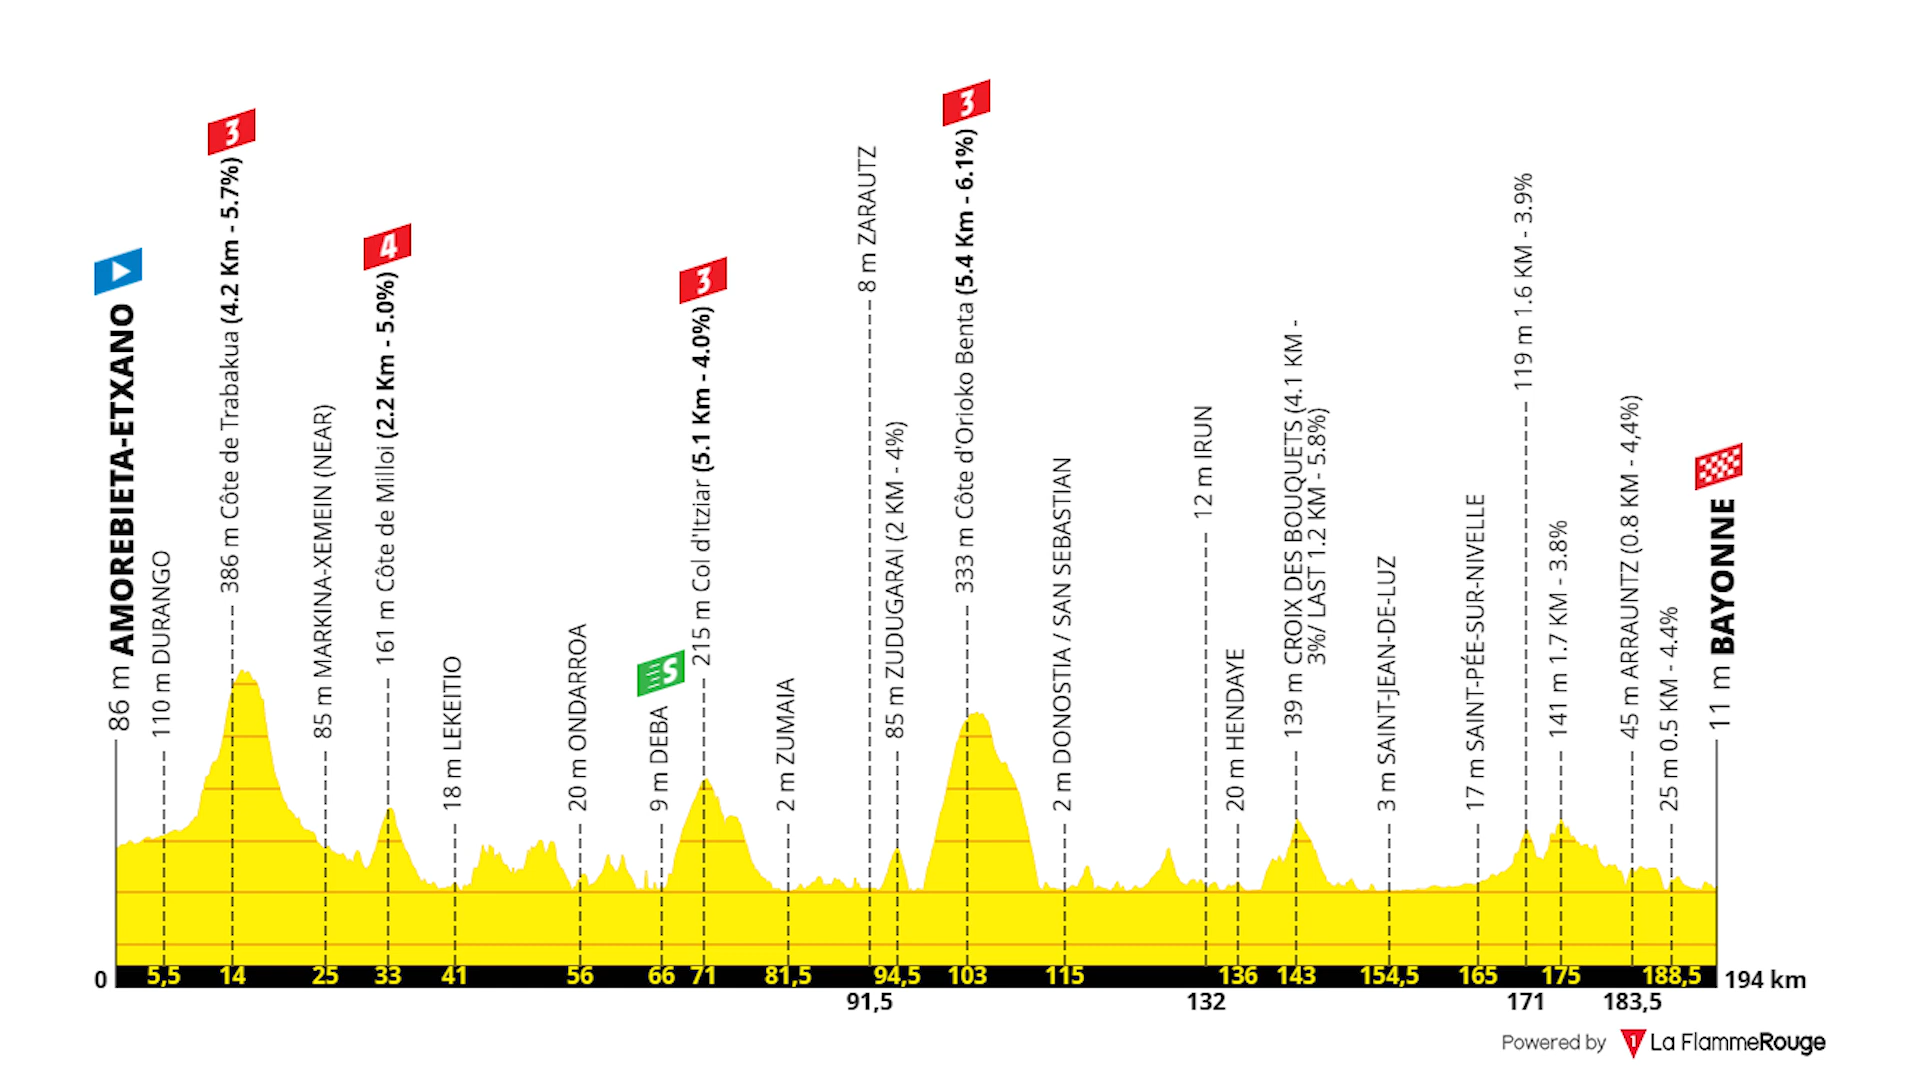 86 m AMOREBIETA-ETXANO
110 m DURANGO
3
386 m Côte de Trabakua (4.2 Km - 5.7%)
85 m MARKINA-XEMEIN (NEAR)
4
161 m Côte de Milloi (2.2 Km - 5.0%)
18 m LEKEITIO
20 m ONDARROA
S
9 m DEBA
3
215 m Col d'Itziar (5.1 Km - 4.0%)
2 m ZUMAIA
8 m ZARAUTZ
85 m ZUDUGARAI (2 KM - 4%)
3
333 m Côte d'Orioko Benta (5.4 Km - 6.1%)
2 m DONOSTIA / SAN SEBASTIAN
12 m IRUN
20 m HENDAYE
139 m CROIX DES BOUQUETS (4.1 KM -
3%/ LAST 1.2 KM - 5.8%)
3 m SAINT-JEAN-DE-LUZ
17 m SAINT-PÉE-SUR-NIVELLE
119 m 1.6 KM - 3.9%
141 m 1.7 KM - 3.8%
45 m ARRAUNTZ (0.8 KM - 4,4%)
25 m 0.5 KM - 4.4%
11 m BAYONNE
0 5,5 14 25 33 41 56 66 71 81,5 94,5 103 115 136 143 154,5 165 175 188,5 194 km
91,5 132 171 183,5
Powered by 1 La FlammeRouge